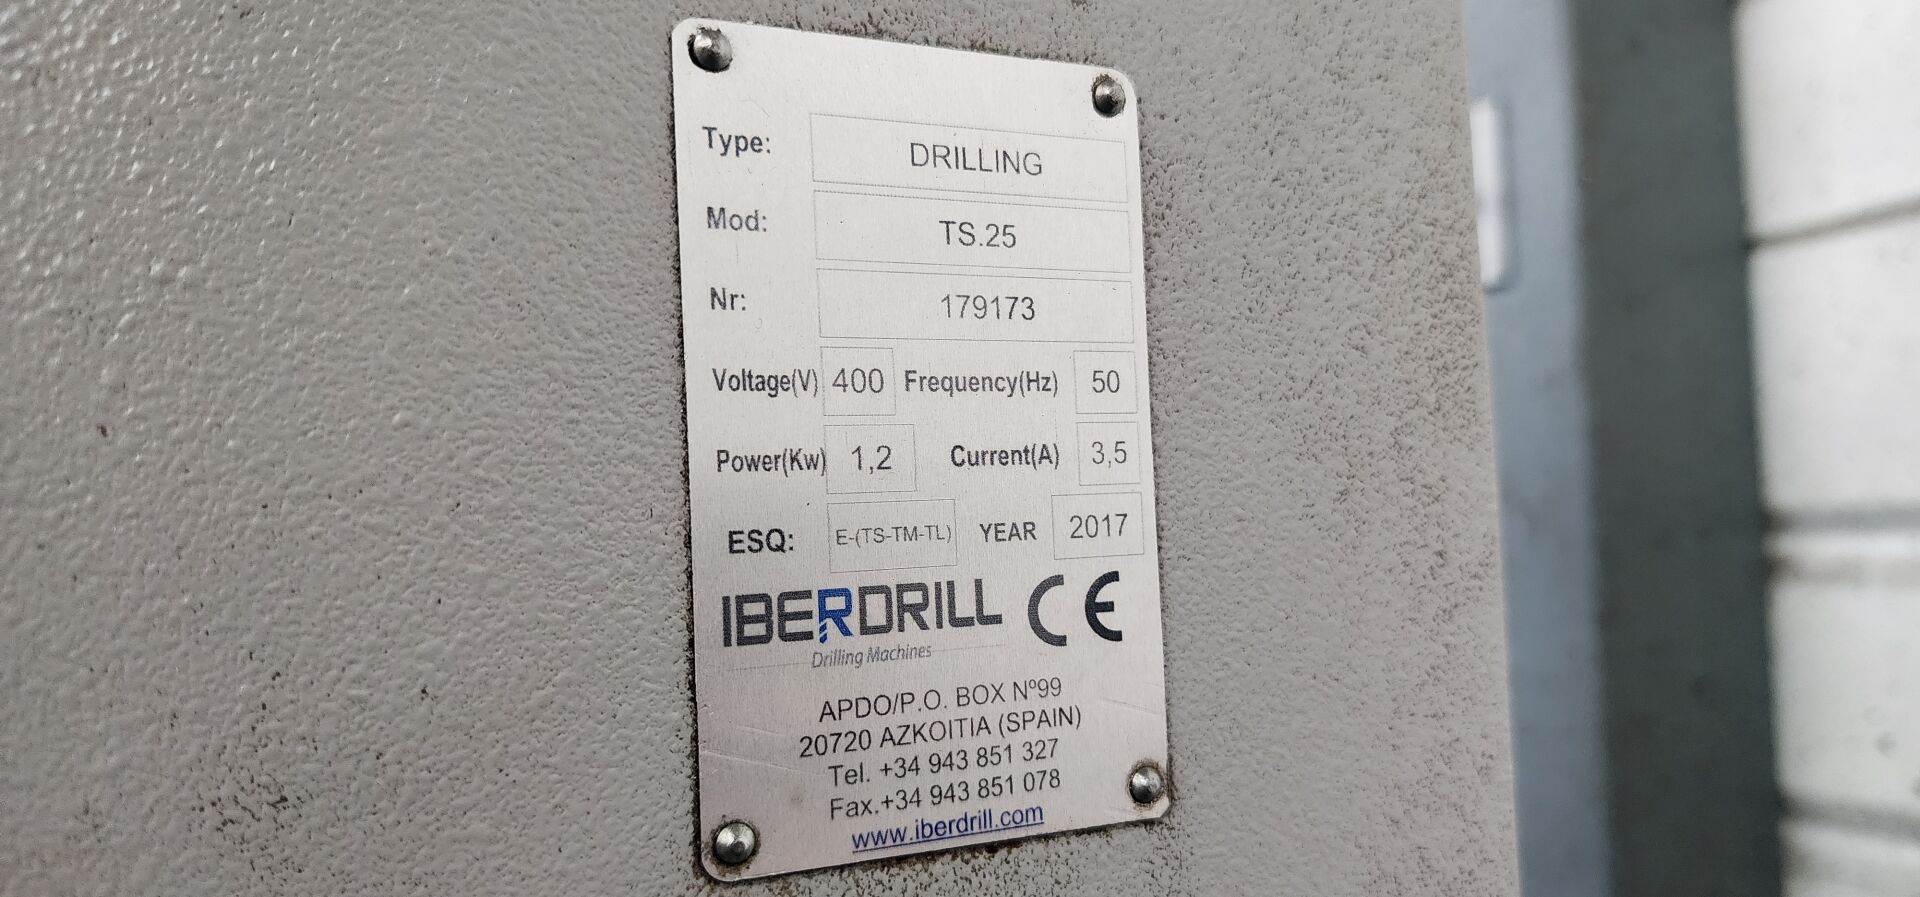 Type: DRILLING
Mod: TS.25
Nr: 179173
Voltage(V) 400 Frequency(Hz) 50
Power(Kw) 1,2 Current(A) 3,5
ESQ: E-(TS-TM-TL) YEAR 2017
IBERDRILL CE
Drilling Machines
APDO/P.O. BOX Nº99
20720 AZKOITIA (SPAIN)
Tel. +34 943 851 327
Fax.+34 943 851 078
www.iberdrill.com